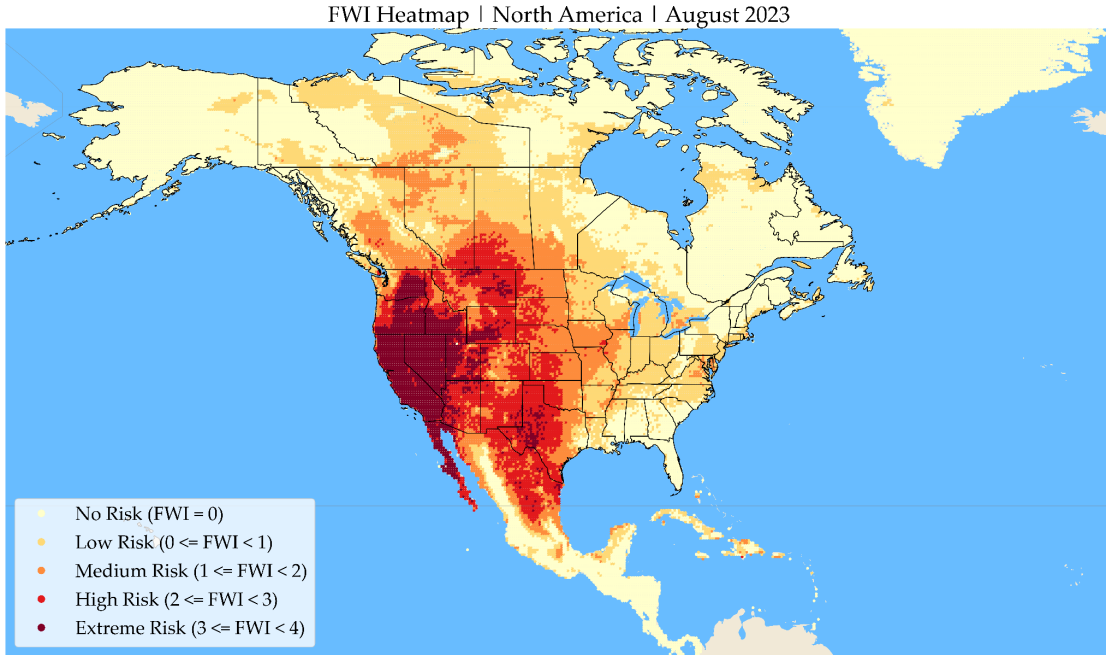 FWI Heatmap | North America | August 2023
No Risk (FWI = 0)
Low Risk (0 <= FWI < 1)
Medium Risk (1 <= FWI < 2)
High Risk (2 <= FWI < 3)
Extreme Risk (3 <= FWI < 4)